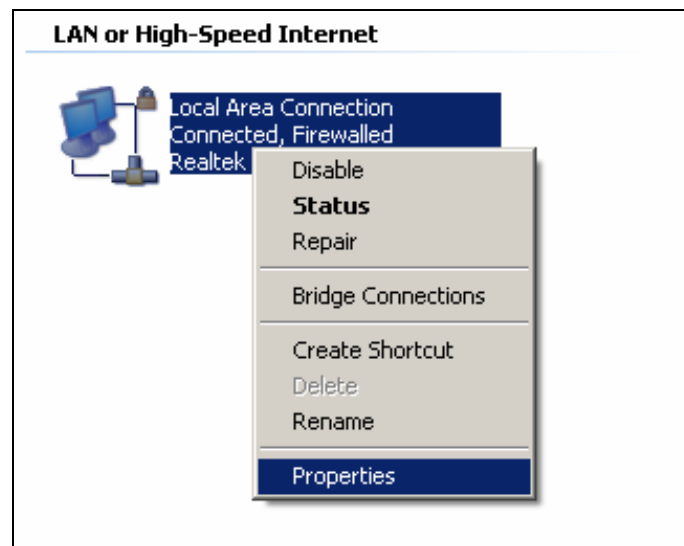 LAN or High-Speed Internet
Local Area Connection
Connected, Firewalled
Realtek
Disable
Status
Repair
Bridge Connections
Create Shortcut
Delete
Rename
Properties